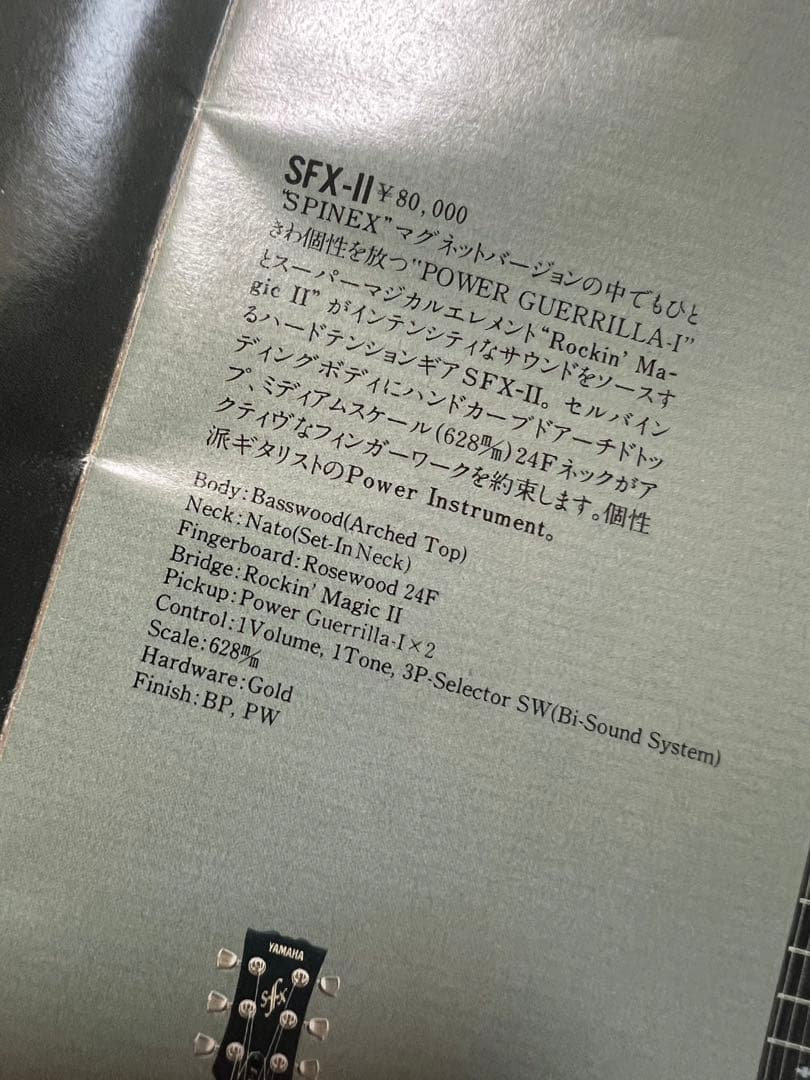 SFX-II ￥80,000
“SPINEX”マグネットバージョンの中でもひと
きわ個性を放つ“POWER GUERRILLA-I”
とスーパーマジカルエレメント“Rockin’ Ma-
gic II”がインテンシティなサウンドをソースす
るハードテンションギアSFX-II。セルバイン
ディングボディにハンドカーブドアーチドトッ
プ、ミディアムスケール(628m/m)24Fネックがア
クティヴなフィンガーワークを約束します。個性
派ギタリストのPower Instrument。
Body:Basswood(Arched Top)
Neck:Nato(Set-In Neck)
Fingerboard:Rosewood 24F
Bridge:Rockin’ Magic II
Pickup:Power Guerrilla-I×2
Control:1Volume, 1Tone, 3P-Selector SW(Bi-Sound System)
Scale:628m/m
Hardware:Gold
Finish:BP, PW
YAMAHA
sfx